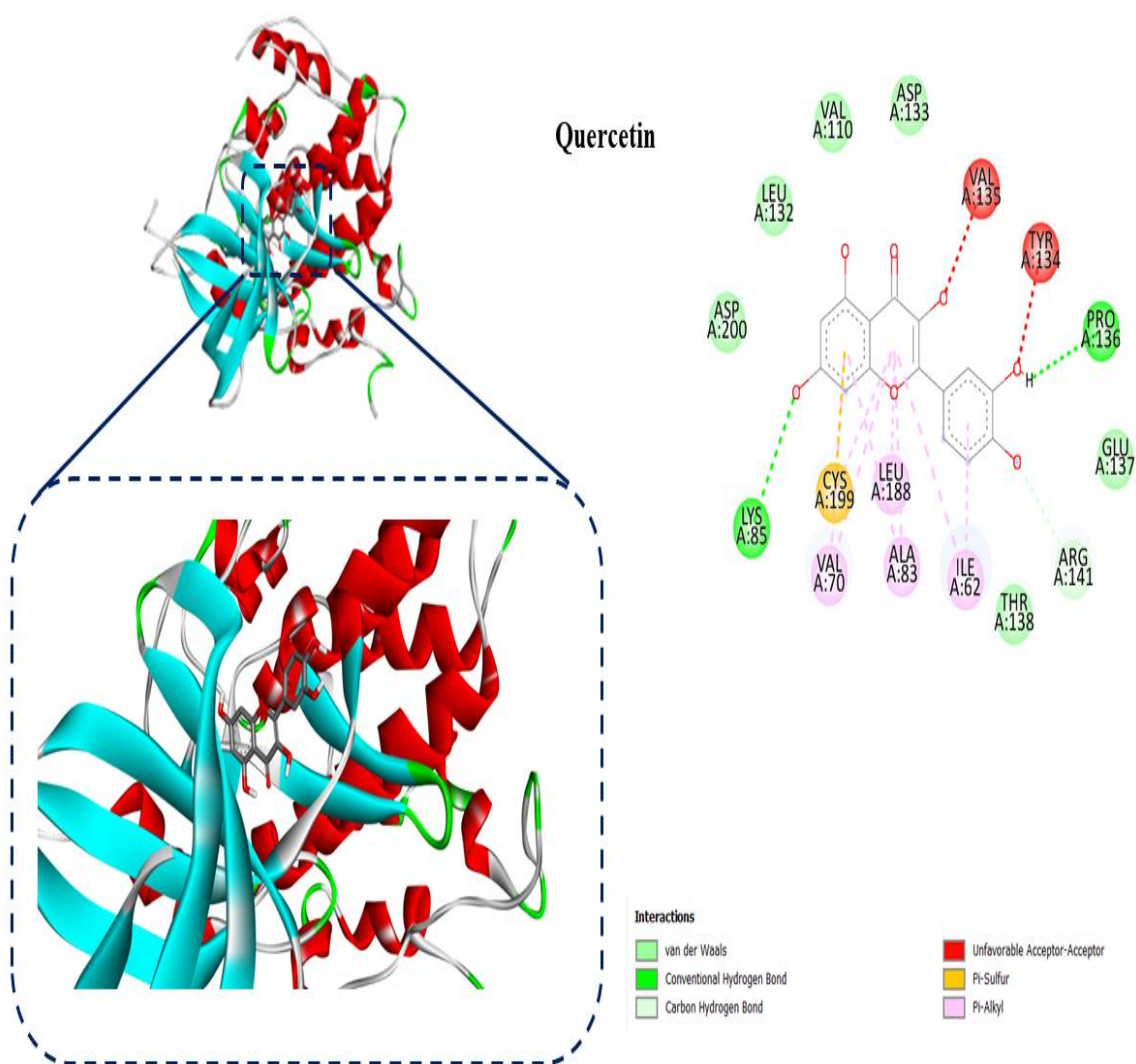 Quercetin
ASP
A:133
VAL
A:110
VAL
A:135
LEU
A:132
TYR
A:134
ASP
A:200
PRO
A:136
O
O
O
O
O
O
H
O
GLU
A:137
CYS
A:199
LEU
A:188
LYS
A:85
VAL
A:70
ALA
A:83
ILE
A:62
ARG
A:141
THR
A:138
Interactions
van der Waals
Conventional Hydrogen Bond
Carbon Hydrogen Bond
Unfavorable Acceptor-Acceptor
Pi-Sulfur
Pi-Alkyl